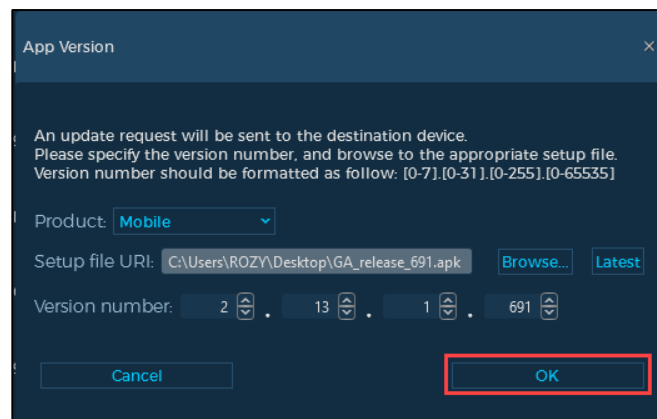 App Version ×
An update request will be sent to the destination device.
Please specify the version number, and browse to the appropriate setup file.
Version number should be formatted as follow: [0-7].[0-31].[0-255].[0-65535]
Product: Mobile
Setup file URI: C:\Users\ROZY\Desktop\GA_release_691.apk Browse... Latest
Version number: 2 . 13 . 1 . 691
Cancel OK